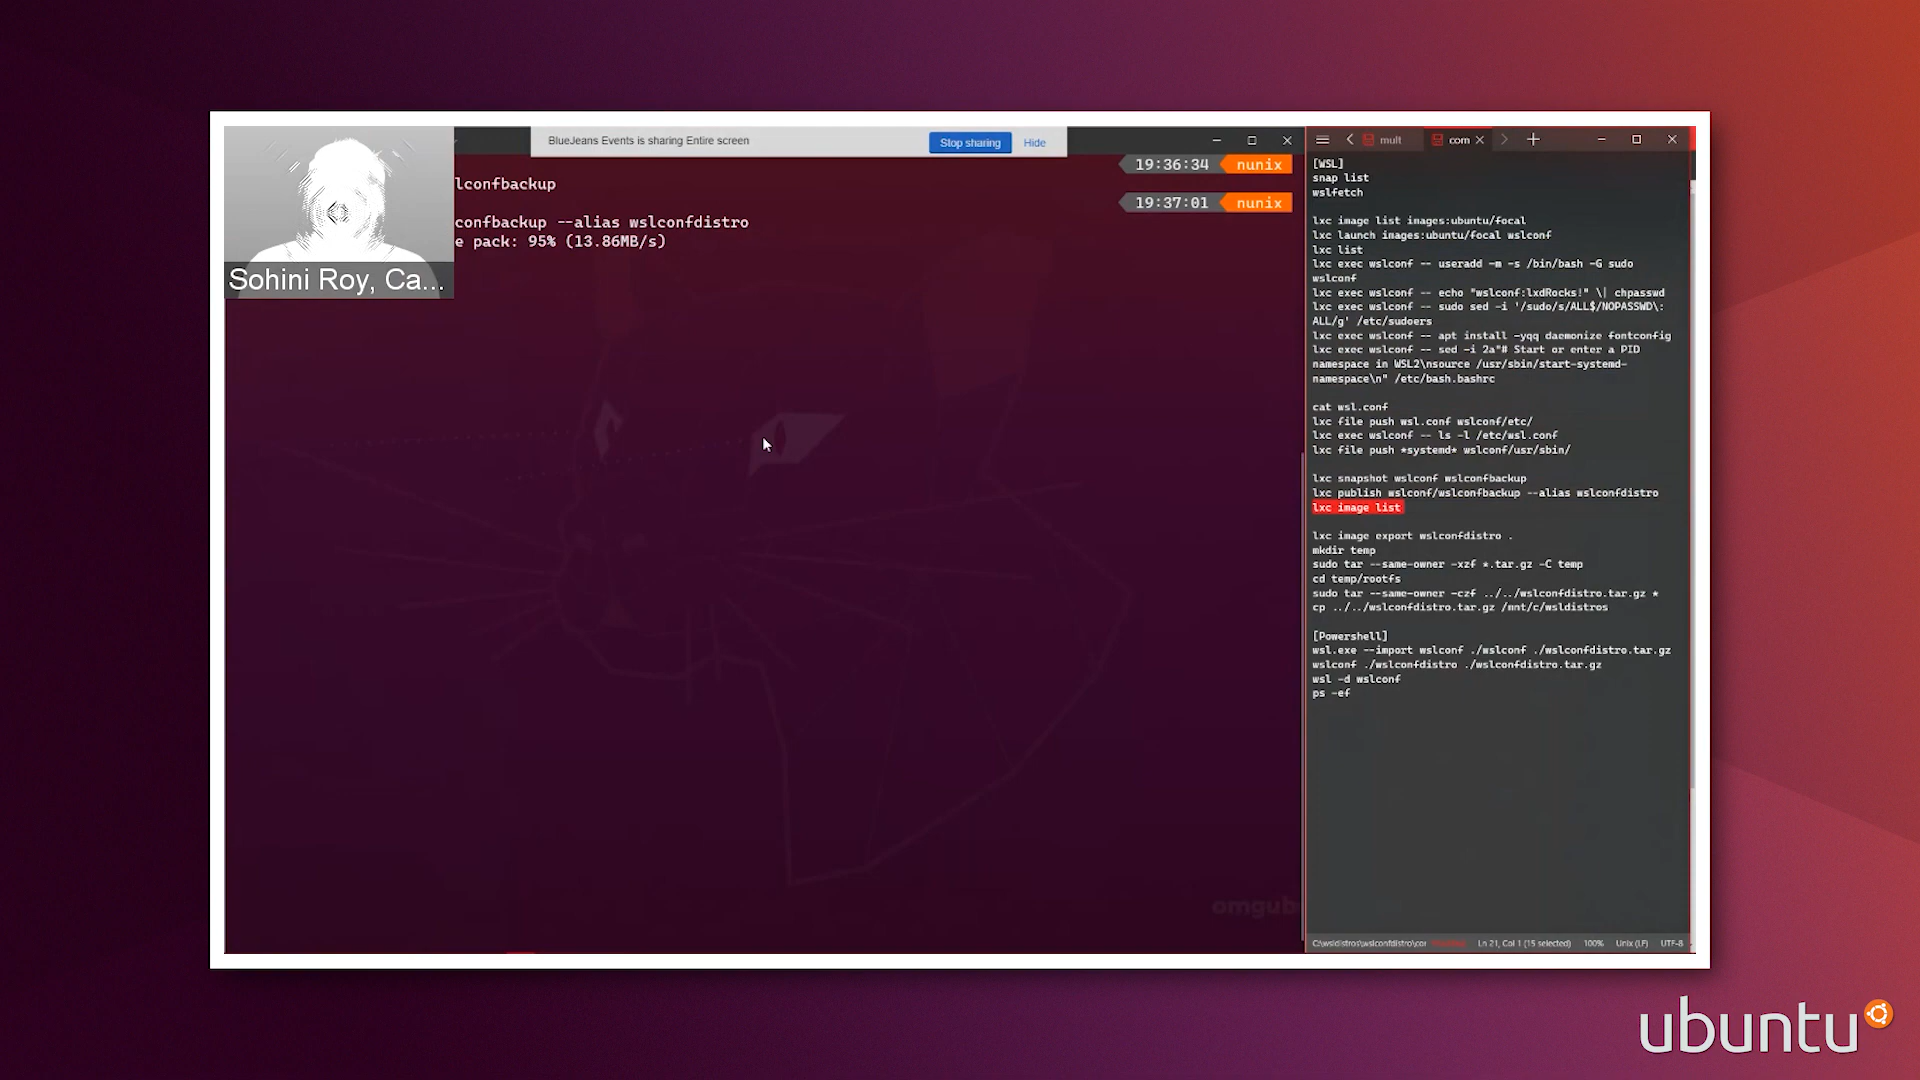 BlueJeans Events is sharing Entire screen
Stop sharing
Hide
19:36:34
nunix
lconfbackup
19:37:01
nunix
confbackup --alias wslconfdistro
e pack: 95% (13.86MB/s)
Sohini Roy, Ca...
omgub
mult
com
[WSL]
snap list
wslfetch
lxc image list images:ubuntu/focal
lxc launch images:ubuntu/focal wslconf
lxc list
lxc exec wslconf -- useradd -m -s /bin/bash -G sudo
wslconf
lxc exec wslconf -- echo "wslconf:lxdRocks!" \| chpasswd
lxc exec wslconf -- sudo sed -i '/sudo/s/ALL$/NOPASSWD\:
ALL/g' /etc/sudoers
lxc exec wslconf -- apt install -yqq daemonize fontconfig
lxc exec wslconf -- sed -i 2a"# Start or enter a PID
namespace in WSL2\nsource /usr/sbin/start-systemd-
namespace\n" /etc/bash.bashrc
cat wsl.conf
lxc file push wsl.conf wslconf/etc/
lxc exec wslconf -- ls -l /etc/wsl.conf
lxc file push *systemd* wslconf/usr/sbin/
lxc snapshot wslconf wslconfbackup
lxc publish wslconf/wslconfbackup --alias wslconfdistro
lxc image list
lxc image export wslconfdistro .
mkdir temp
sudo tar --same-owner -xzf *.tar.gz -C temp
cd temp/rootfs
sudo tar --same-owner -czf ../../wslconfdistro.tar.gz *
cp ../../wslconfdistro.tar.gz /mnt/c/wsldistros
[Powershell]
wsl.exe --import wslconf ./wslconf ./wslconfdistro.tar.gz
wslconf ./wslconfdistro ./wslconfdistro.tar.gz
wsl -d wslconf
ps -ef
C:\wsldistros\wslconfdistro\cor
Ln 21, Col 1 (15 selected)
100%
Unix (LF)
UTF-8
ubuntu